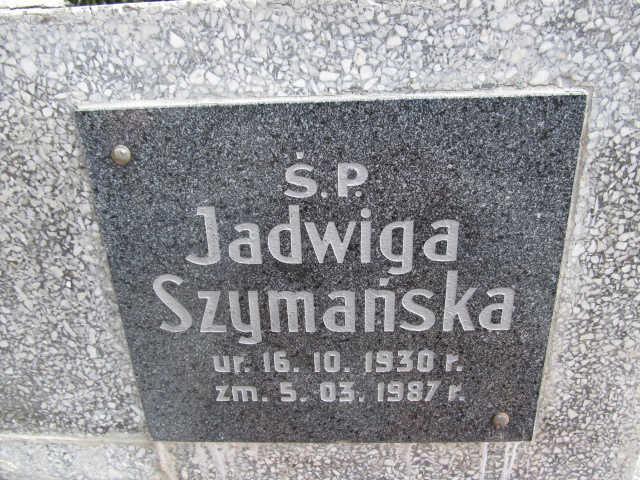 Ś.P.
Jadwiga
Szymańska
ur. 16. 10. 1930 r.
zm. 5. 03. 1987 r.